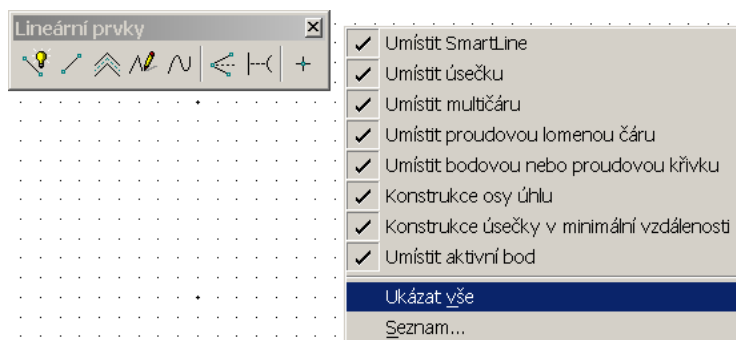 Lineární prvky
Umístit SmartLine
Umístit úsečku
Umístit multičáru
Umístit proudovou lomenou čáru
Umístit bodovou nebo proudovou křivku
Konstrukce osy úhlu
Konstrukce úsečky v minimální vzdálenosti
Umístit aktivní bod
Ukázat vše
Seznam...